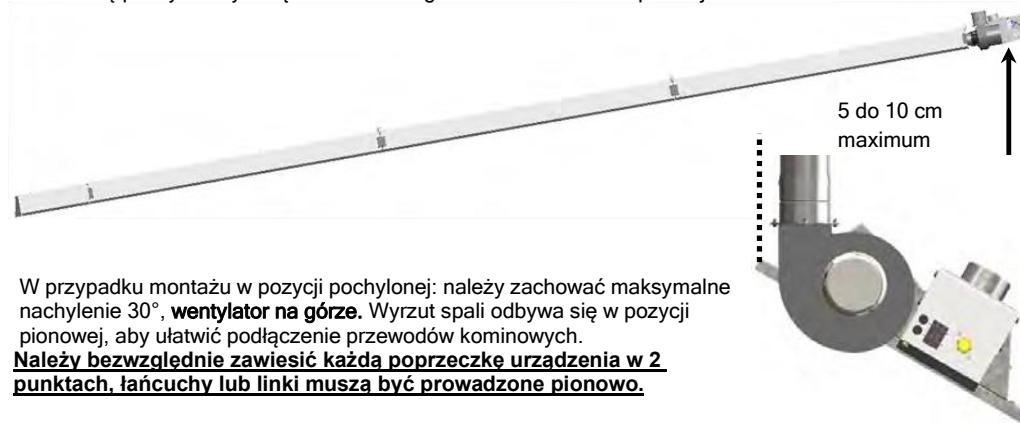 5 do 10 cm
maximum
W przypadku montażu w pozycji pochylonej: należy zachować maksymalne
nachylenie 30°, wentylator na górze. Wyrzut spali odbywa się w pozycji
pionowej, aby ułatwić podłączenie przewodów kominowych.
Należy bezwzględnie zawiesić każdą poprzeczkę urządzenia w 2
punktach, łańcuchy lub linki muszą być prowadzone pionowo.